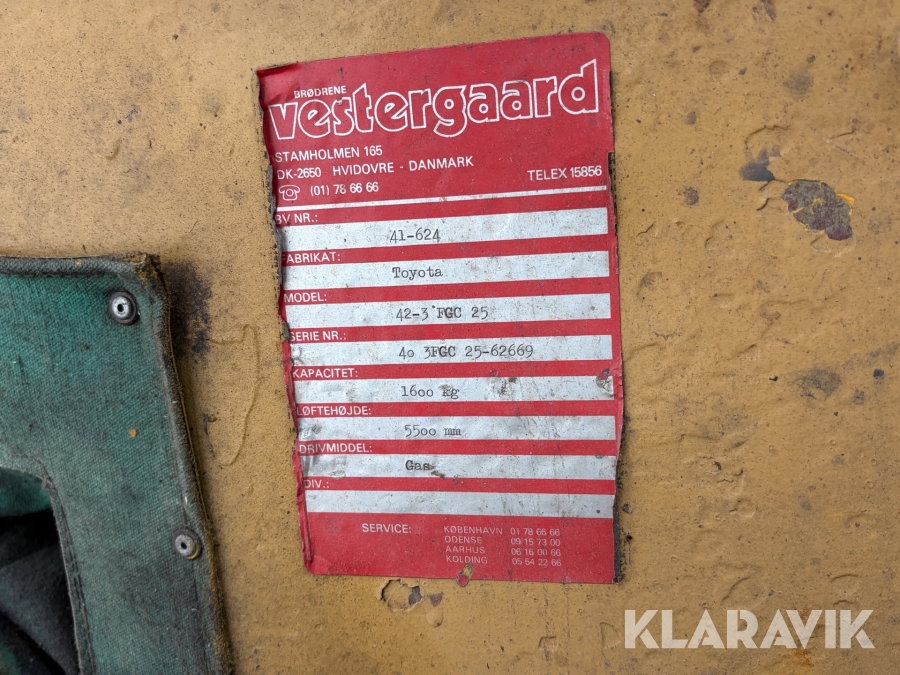 BRØDRENE
vestergaard
STAMHOLMEN 165
DK-2650 HVIDOVRE - DANMARK
☎ (01) 78 66 66
TELEX 15856
BV NR.:
41-624
FABRIKAT:
Toyota
MODEL:
42-3 FGC 25
SERIE NR.:
40 3FGC 25-62669
KAPACITET:
1600 kg
LØFTEHØJDE:
5500 mm
DRIVMIDDEL:
Gas
DIV.:
SERVICE: KØBENHAVN 01 78 66 66
ODENSE 09 15 73 00
AARHUS 06 16 00 66
KOLDING 05 54 22 66
KLARAVIK